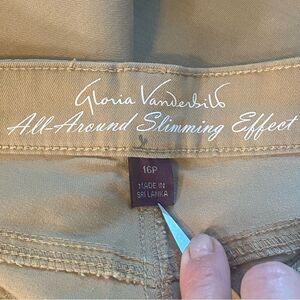 Gloria Vanderbilt
All-Around Slimming Effect
16P
MADE IN
SRI LANKA